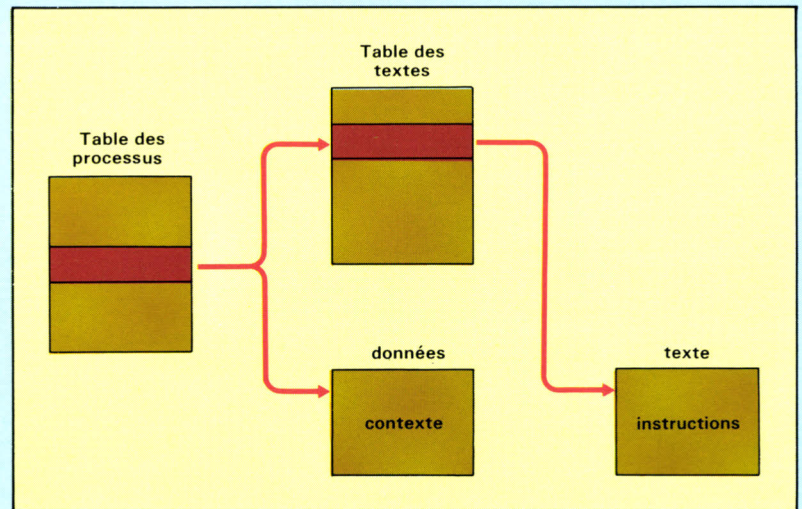 Table des
textes
Table des
processus
données
contexte
texte
instructions